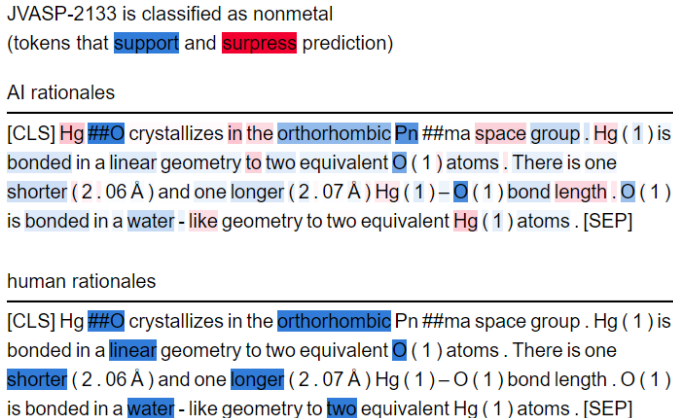 JVASP-2133 is classified as nonmetal
(tokens that support and surpress prediction)
AI rationales
[CLS] Hg ##O crystallizes in the orthorhombic Pn ##ma space group . Hg ( 1 ) is
bonded in a linear geometry to two equivalent O ( 1 ) atoms . There is one
shorter ( 2 . 06 Å ) and one longer ( 2 . 07 Å ) Hg ( 1 ) – O ( 1 ) bond length . O ( 1 )
is bonded in a water - like geometry to two equivalent Hg ( 1 ) atoms . [SEP]
human rationales
[CLS] Hg ##O crystallizes in the orthorhombic Pn ##ma space group . Hg ( 1 ) is
bonded in a linear geometry to two equivalent O ( 1 ) atoms . There is one
shorter ( 2 . 06 Å ) and one longer ( 2 . 07 Å ) Hg ( 1 ) – O ( 1 ) bond length . O ( 1 )
is bonded in a water - like geometry to two equivalent Hg ( 1 ) atoms . [SEP]